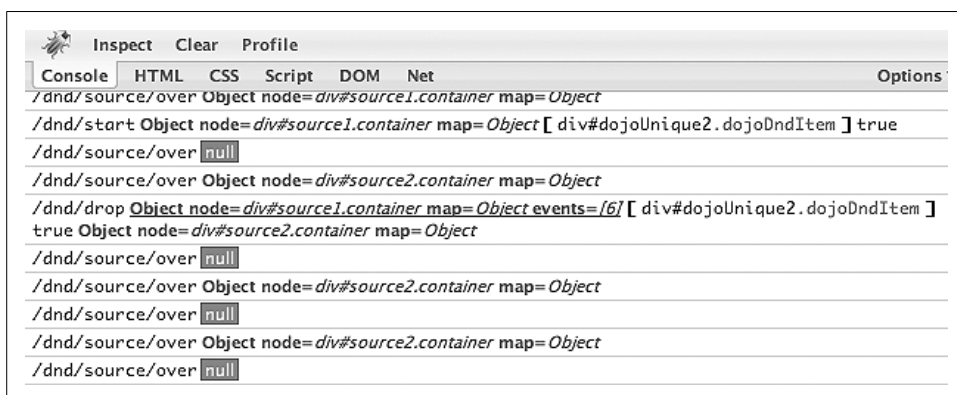 Inspect Clear Profile
Console HTML CSS Script DOM Net Options
/dnd/source/over Object node=div#source1.container map=Object
/dnd/start Object node=div#source1.container map=Object [ div#dojoUnique2.dojoDndItem ] true
/dnd/source/over null
/dnd/source/over Object node=div#source2.container map=Object
/dnd/drop Object node=div#source1.container map=Object events=[6] [ div#dojoUnique2.dojoDndItem ]
true Object node=div#source2.container map=Object
/dnd/source/over null
/dnd/source/over Object node=div#source2.container map=Object
/dnd/source/over null
/dnd/source/over Object node=div#source2.container map=Object
/dnd/source/over null